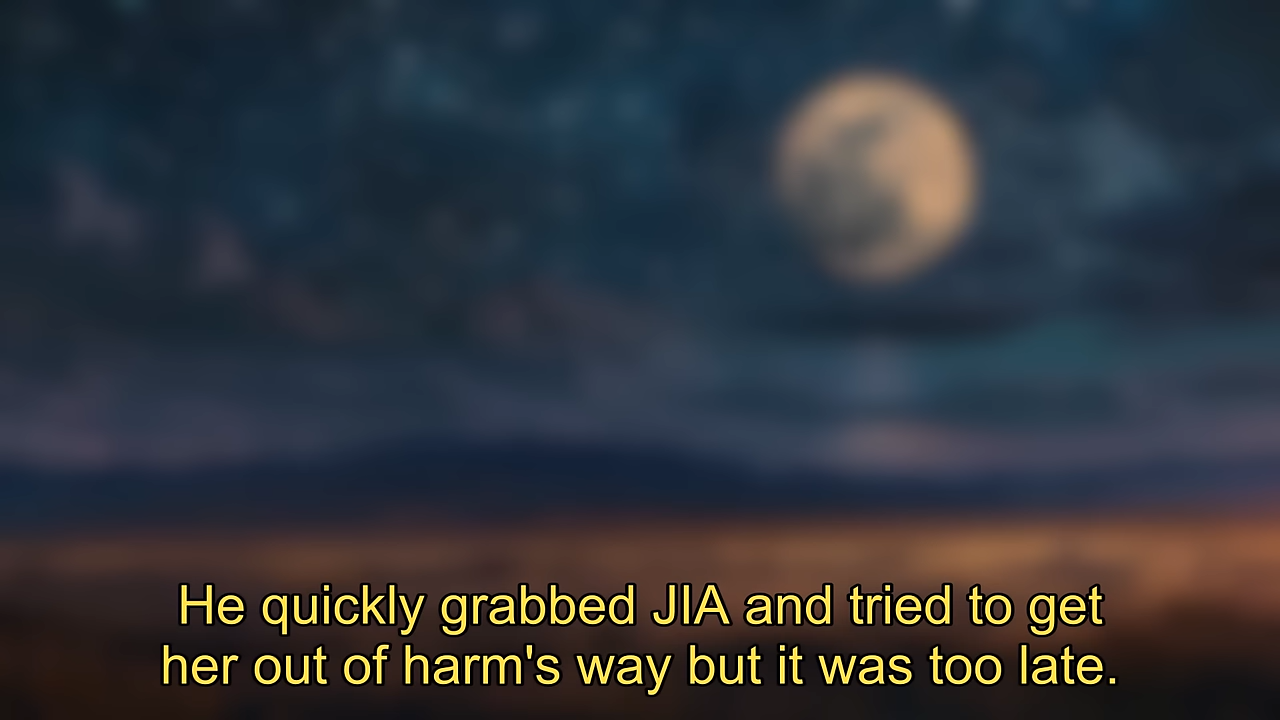 He quickly grabbed JIA and tried to get
her out of harm's way but it was too late.